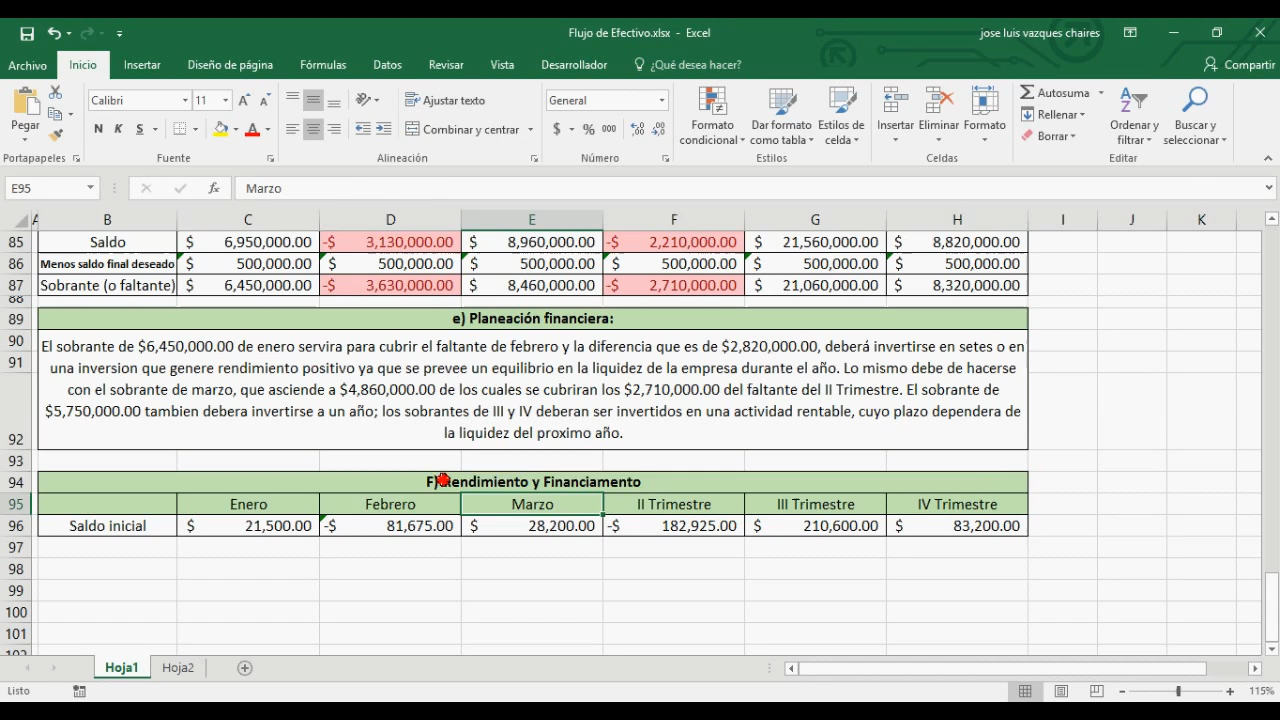 Flujo de Efectivo.xlsx - Excel
jose luis vazques chaires
Archivo Inicio Insertar Diseño de página Fórmulas Datos Revisar Vista Desarrollador ¿Qué desea hacer? Compartir
Pegar
Calibri 11
N K S
Ajustar texto
Combinar y centrar
General
$ % 000
Formato condicional
Dar formato como tabla
Estilos de celda
Insertar Eliminar Formato
Autosuma
Rellenar
Borrar
Ordenar y filtrar
Buscar y seleccionar
Portapapeles Fuente Alineación Número Estilos Celdas Editar
E95 fx Marzo
A B C D E F G H I J K
85 Saldo $ 6,950,000.00 -$ 3,130,000.00 $ 8,960,000.00 -$ 2,210,000.00 $ 21,560,000.00 $ 8,820,000.00
86 Menos saldo final deseado $ 500,000.00 $ 500,000.00 $ 500,000.00 $ 500,000.00 $ 500,000.00 $ 500,000.00
87 Sobrante (o faltante) $ 6,450,000.00 -$ 3,630,000.00 $ 8,460,000.00 -$ 2,710,000.00 $ 21,060,000.00 $ 8,320,000.00
88
89 e) Planeación financiera:
90 El sobrante de $6,450,000.00 de enero servira para cubrir el faltante de febrero y la diferencia que es de $2,820,000.00, deberá invertirse en setes o en
91 una inversion que genere rendimiento positivo ya que se prevee un equilibrio en la liquidez de la empresa durante el año. Lo mismo debe de hacerse
con el sobrante de marzo, que asciende a $4,860,000.00 de los cuales se cubriran los $2,710,000.00 del faltante del II Trimestre. El sobrante de
$5,750,000.00 tambien debera invertirse a un año; los sobrantes de III y IV deberan ser invertidos en una actividad rentable, cuyo plazo dependera de
92 la liquidez del proximo año.
93
94 F) Rendimiento y Financiamento
95 Enero Febrero Marzo II Trimestre III Trimestre IV Trimestre
96 Saldo inicial $ 21,500.00 -$ 81,675.00 $ 28,200.00 -$ 182,925.00 $ 210,600.00 $ 83,200.00
97
98
99
100
101
102
Hoja1 Hoja2
Listo 115%